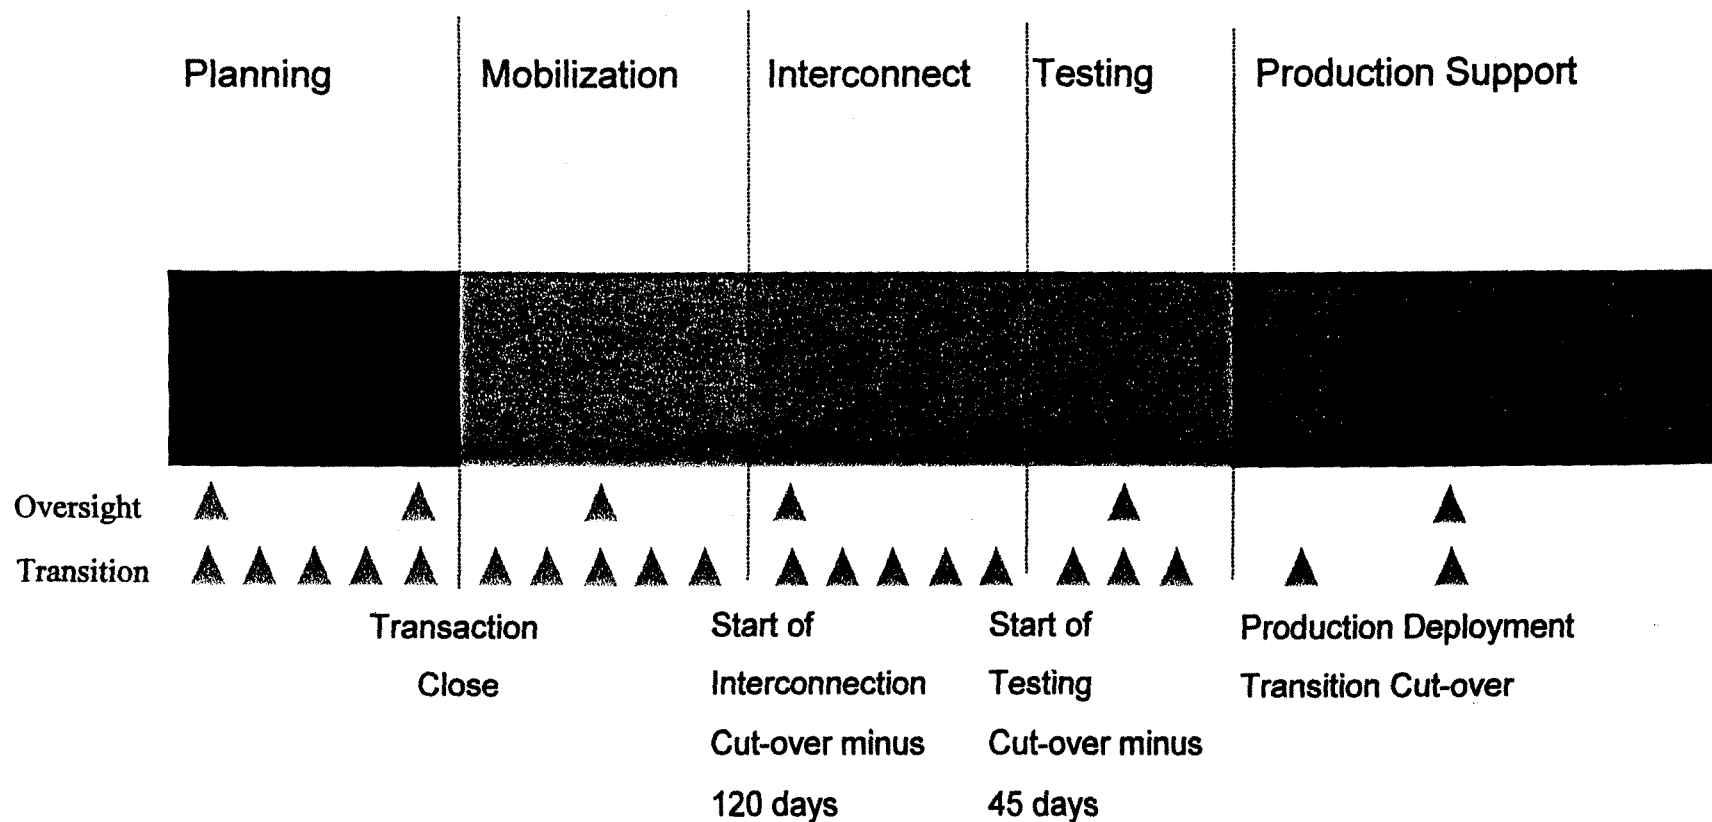 Planning
Mobilization
Interconnect
Testing
Production Support
Oversight
Transition
Transaction
Close
Start of
Interconnection
Cut-over minus
120 days
Start of
Testing
Cut-over minus
45 days
Production Deployment
Transition Cut-over